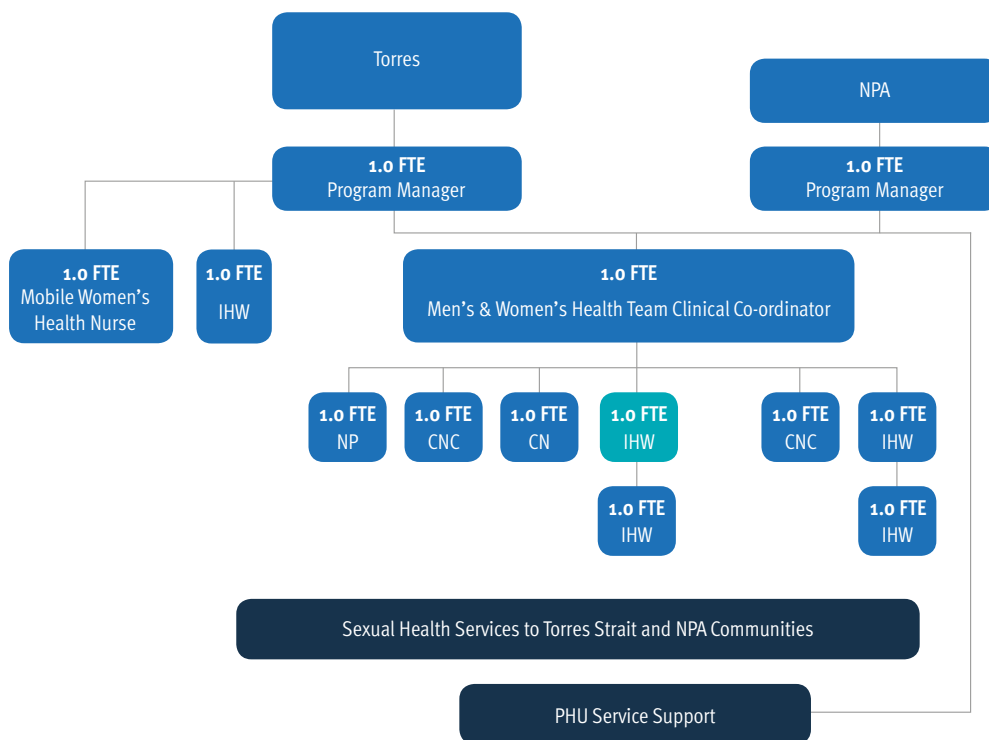 Torres
NPA
1.0 FTE
Program Manager
1.0 FTE
Program Manager
1.0 FTE
Mobile Women's
Health Nurse
1.0 FTE
IHW
1.0 FTE
Men's & Women's Health Team Clinical Co-ordinator
1.0 FTE
NP
1.0 FTE
CNC
1.0 FTE
CN
1.0 FTE
IHW
1.0 FTE
CNC
1.0 FTE
IHW
1.0 FTE
IHW
1.0 FTE
IHW
Sexual Health Services to Torres Strait and NPA Communities
PHU Service Support